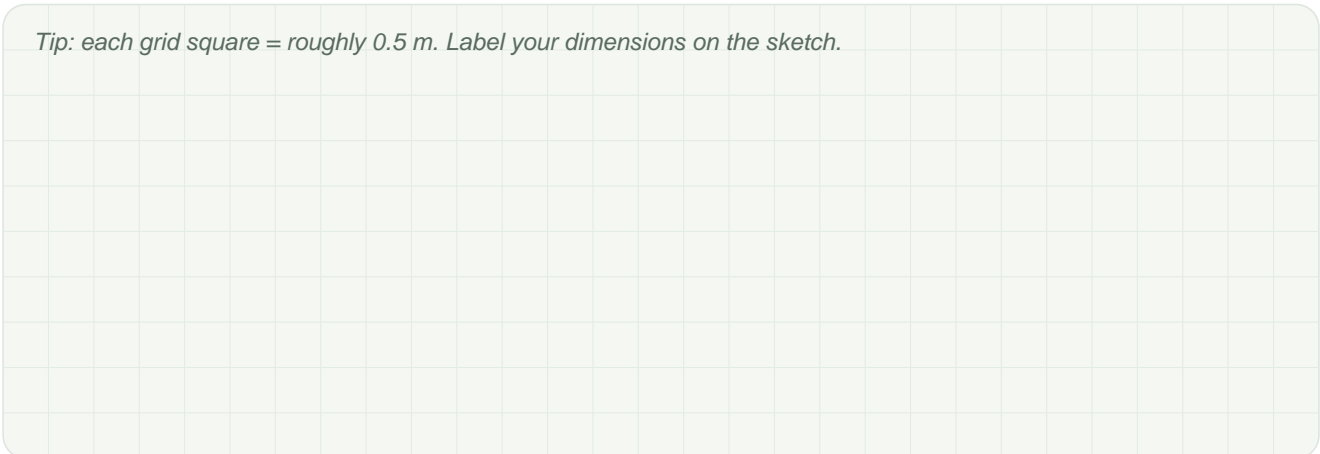 Tip: each grid square = roughly 0.5 m. Label your dimensions on the sketch.